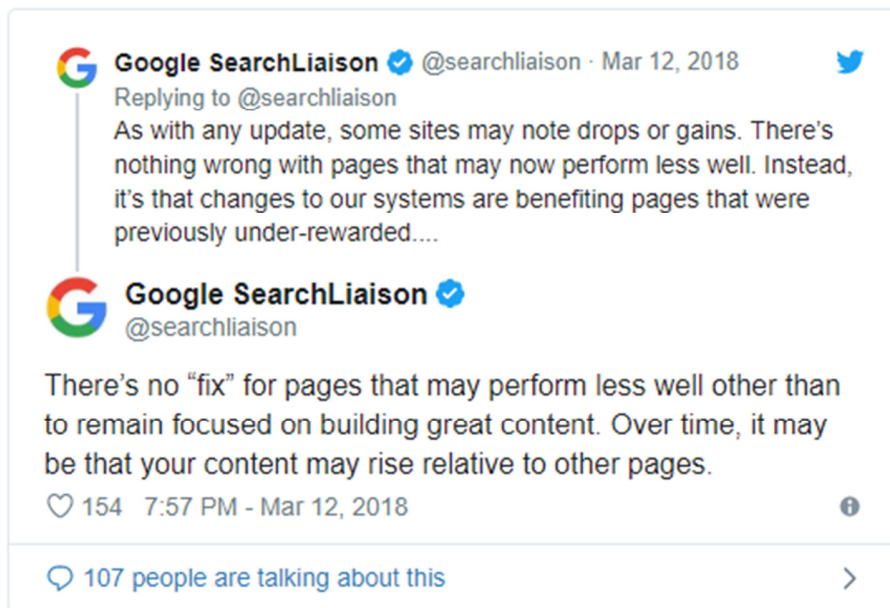 Google SearchLiaison @searchliaison · Mar 12, 2018
Replying to @searchliaison
As with any update, some sites may note drops or gains. There’s
nothing wrong with pages that may now perform less well. Instead,
it’s that changes to our systems are benefiting pages that were
previously under-rewarded....
Google SearchLiaison
@searchliaison
There’s no “fix” for pages that may perform less well other than
to remain focused on building great content. Over time, it may
be that your content may rise relative to other pages.
154 7:57 PM - Mar 12, 2018
107 people are talking about this